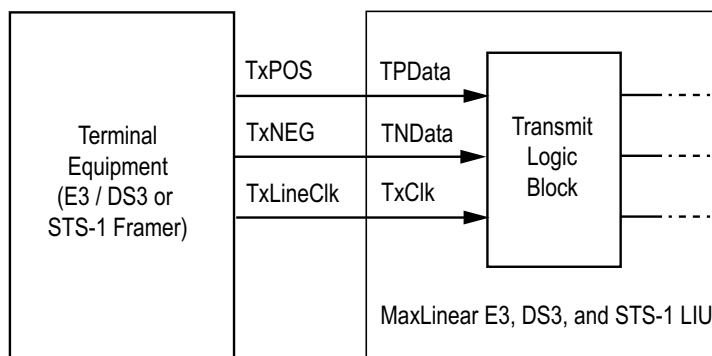 TxPOS TPData
TxNEG TNData
TxLineClk TxClk
Terminal
Equipment
(E3 / DS3 or
STS-1 Framer)
Transmit
Logic
Block
MaxLinear E3, DS3, and STS-1 LIU